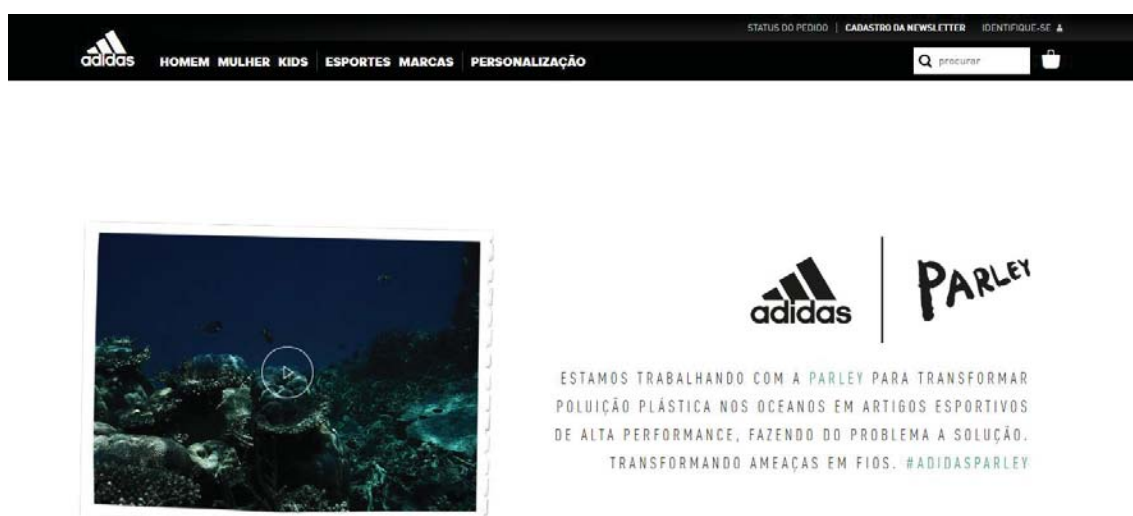 STATUS DO PEDIDO | CADASTRO DA NEWSLETTER IDENTIFIQUE-SE
adidas HOMEM MULHER KIDS ESPORTES MARCAS PERSONALIZAÇÃO procurar
adidas PARLEY
ESTAMOS TRABALHANDO COM A PARLEY PARA TRANSFORMAR
POLUIÇÃO PLÁSTICA NOS OCEANOS EM ARTIGOS ESPORTIVOS
DE ALTA PERFORMANCE, FAZENDO DO PROBLEMA A SOLUÇÃO.
TRANSFORMANDO AMEAÇAS EM FIOS. #ADIDASPARLEY